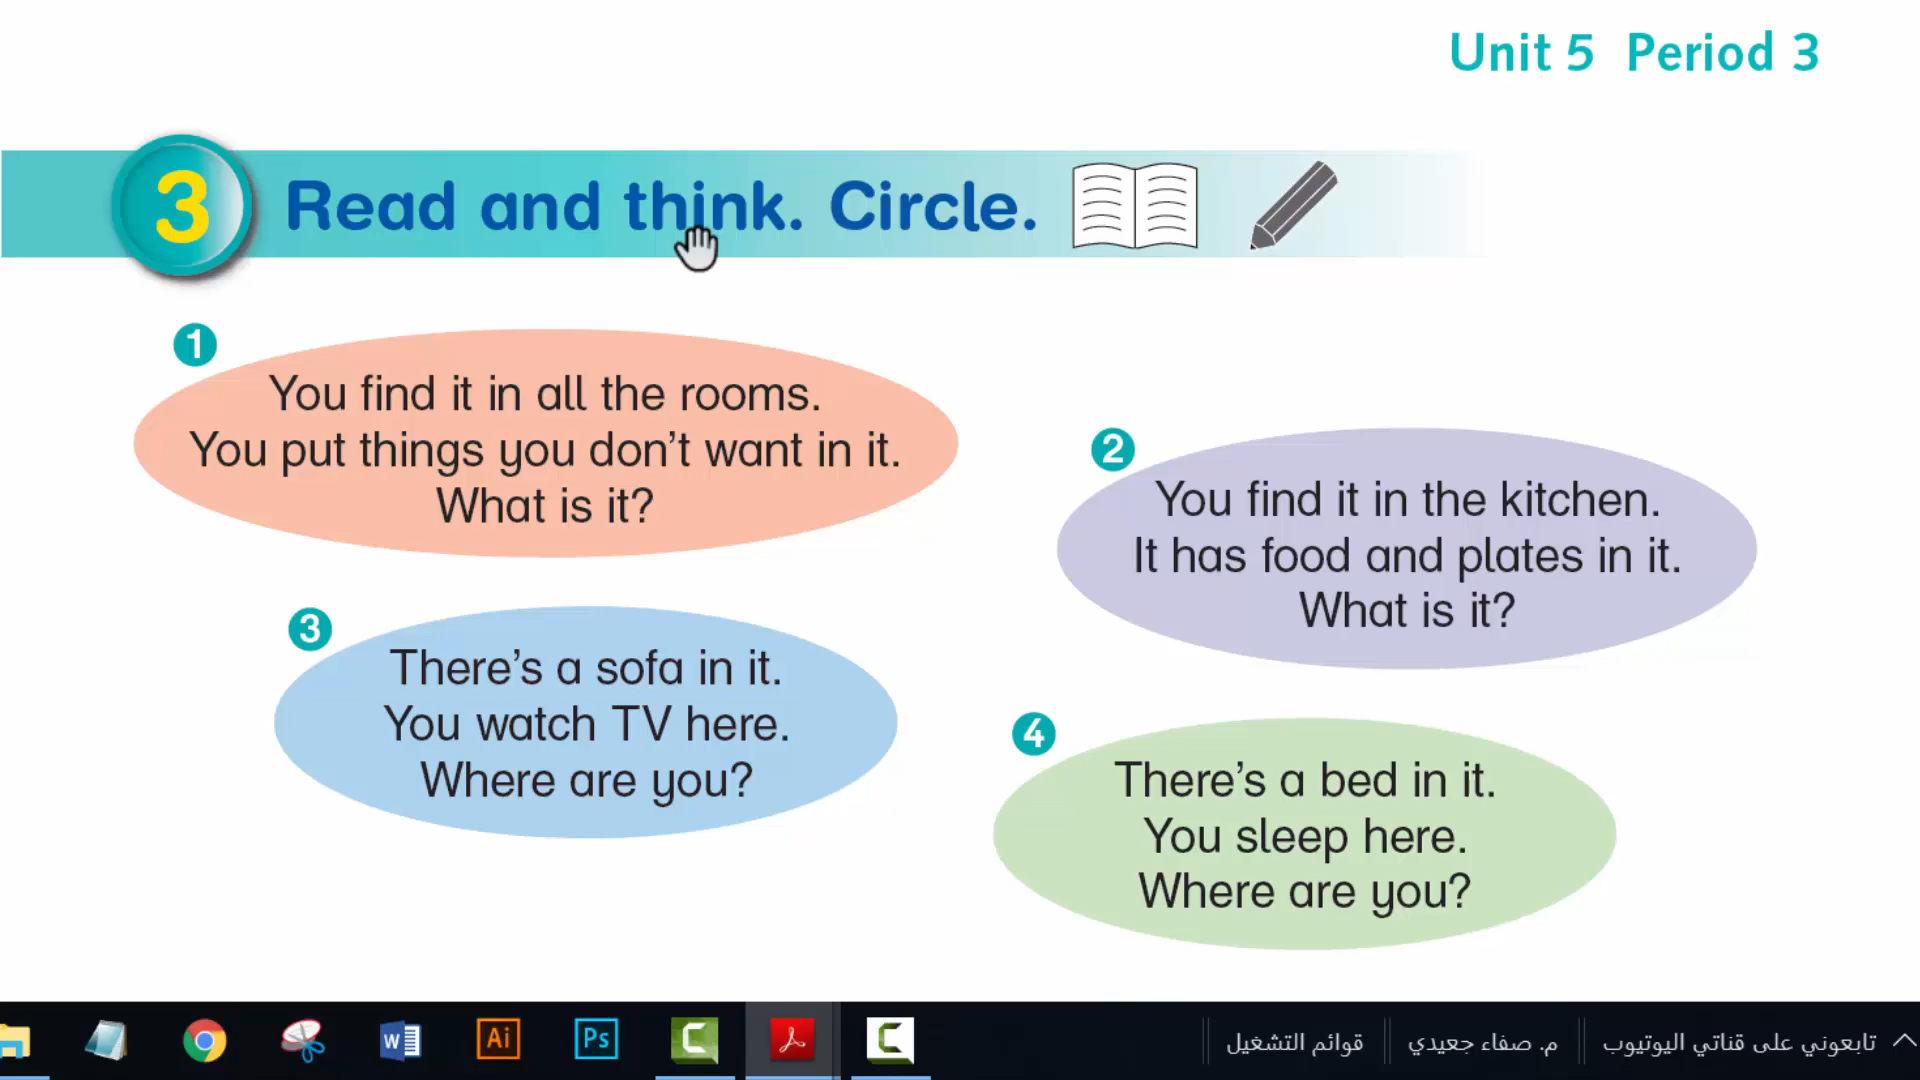 Unit 5 Period 3
3 Read and think. Circle.
1
You find it in all the rooms.
You put things you don't want in it.
What is it?
2
You find it in the kitchen.
It has food and plates in it.
What is it?
3
There's a sofa in it.
You watch TV here.
Where are you?
4
There's a bed in it.
You sleep here.
Where are you?
W Ai Ps C C
قوائم التشغيل
م. صفاء جعيدي
تابعوني على قناتي اليوتيوب